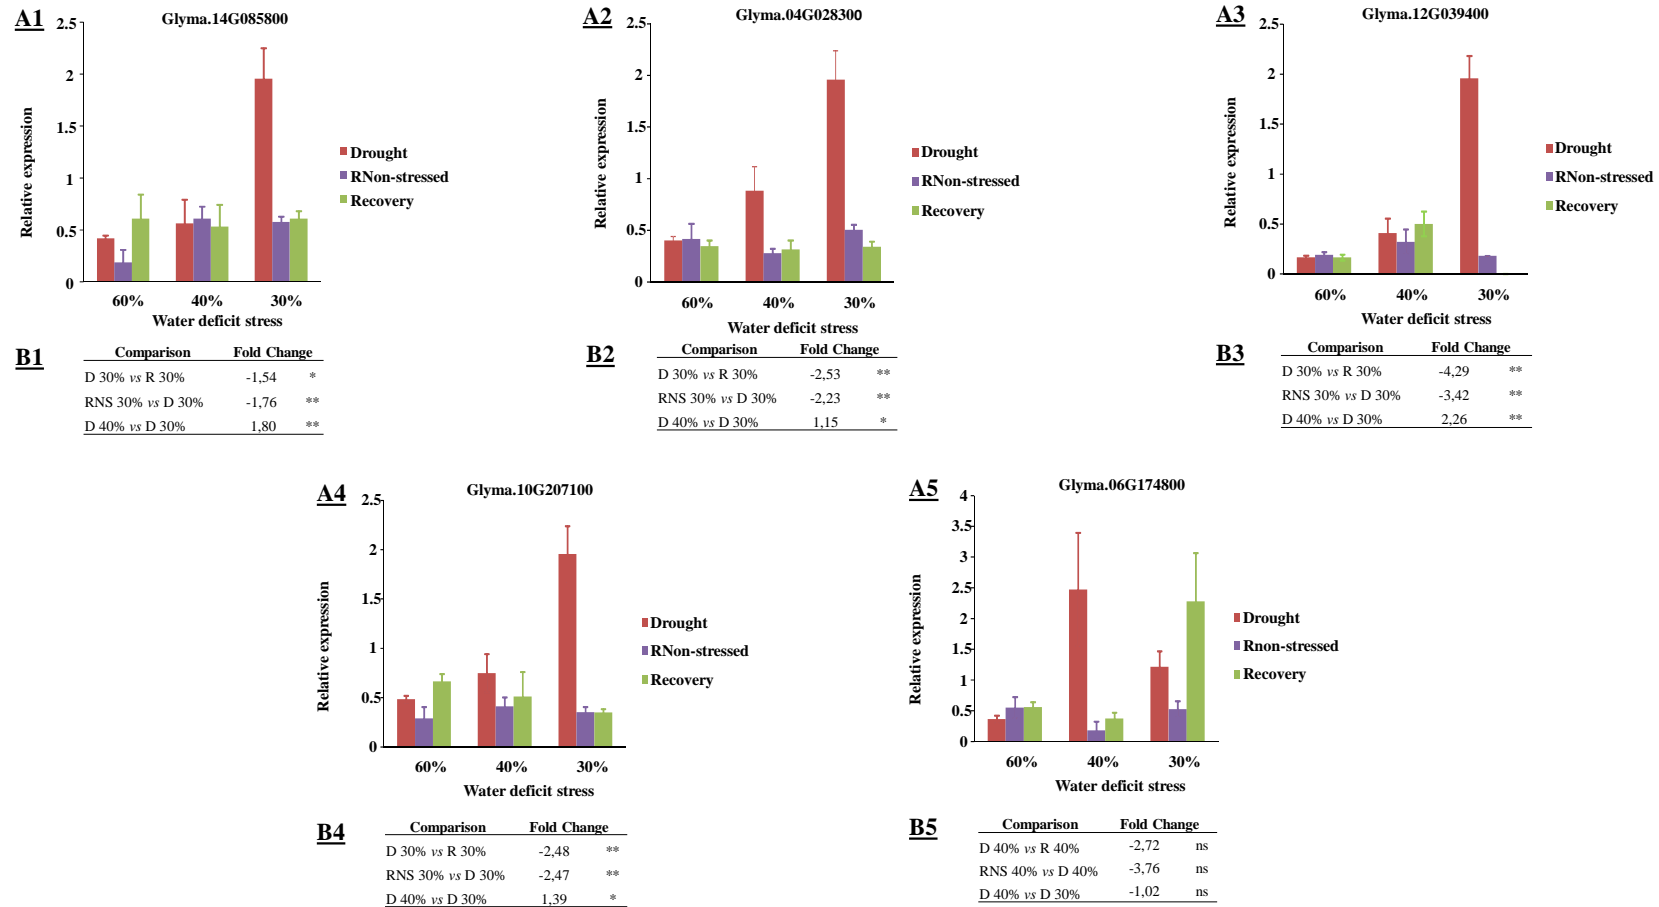 A1
Glyma.14G085800
2.5
2
1.5
1
0.5
0
Relative expression
60% 40% 30%
Water deficit stress
Drought
RNon-stressed
Recovery
B1
Comparison Fold Change
D 30% vs R 30% -1,54 *
RNS 30% vs D 30% -1,76 **
D 40% vs D 30% 1,80 **
A2
Glyma.04G028300
2.5
2
1.5
1
0.5
0
Relative expression
60% 40% 30%
Water deficit stress
Drought
RNon-stressed
Recovery
B2
Comparison Fold Change
D 30% vs R 30% -2,53 **
RNS 30% vs D 30% -2,23 **
D 40% vs D 30% 1,15 *
A3
Glyma.12G039400
2.5
2
1.5
1
0.5
0
Relative expression
60% 40% 30%
Water deficit stress
Drought
RNon-stressed
Recovery
B3
Comparison Fold Change
D 30% vs R 30% -4,29 **
RNS 30% vs D 30% -3,42 **
D 40% vs D 30% 2,26 **
A4
Glyma.10G207100
2.5
2
1.5
1
0.5
0
Relative expression
60% 40% 30%
Water deficit stress
Drought
RNon-stressed
Recovery
B4
Comparison Fold Change
D 30% vs R 30% -2,48 **
RNS 30% vs D 30% -2,47 **
D 40% vs D 30% 1,39 *
A5
Glyma.06G174800
4
3.5
3
2.5
2
1.5
1
0.5
0
Relative expression
60% 40% 30%
Water deficit stress
Drought
Rnon-stressed
Recovery
B5
Comparison Fold Change
D 40% vs R 40% -2,72 ns
RNS 40% vs D 40% -3,76 ns
D 40% vs D 30% -1,02 ns